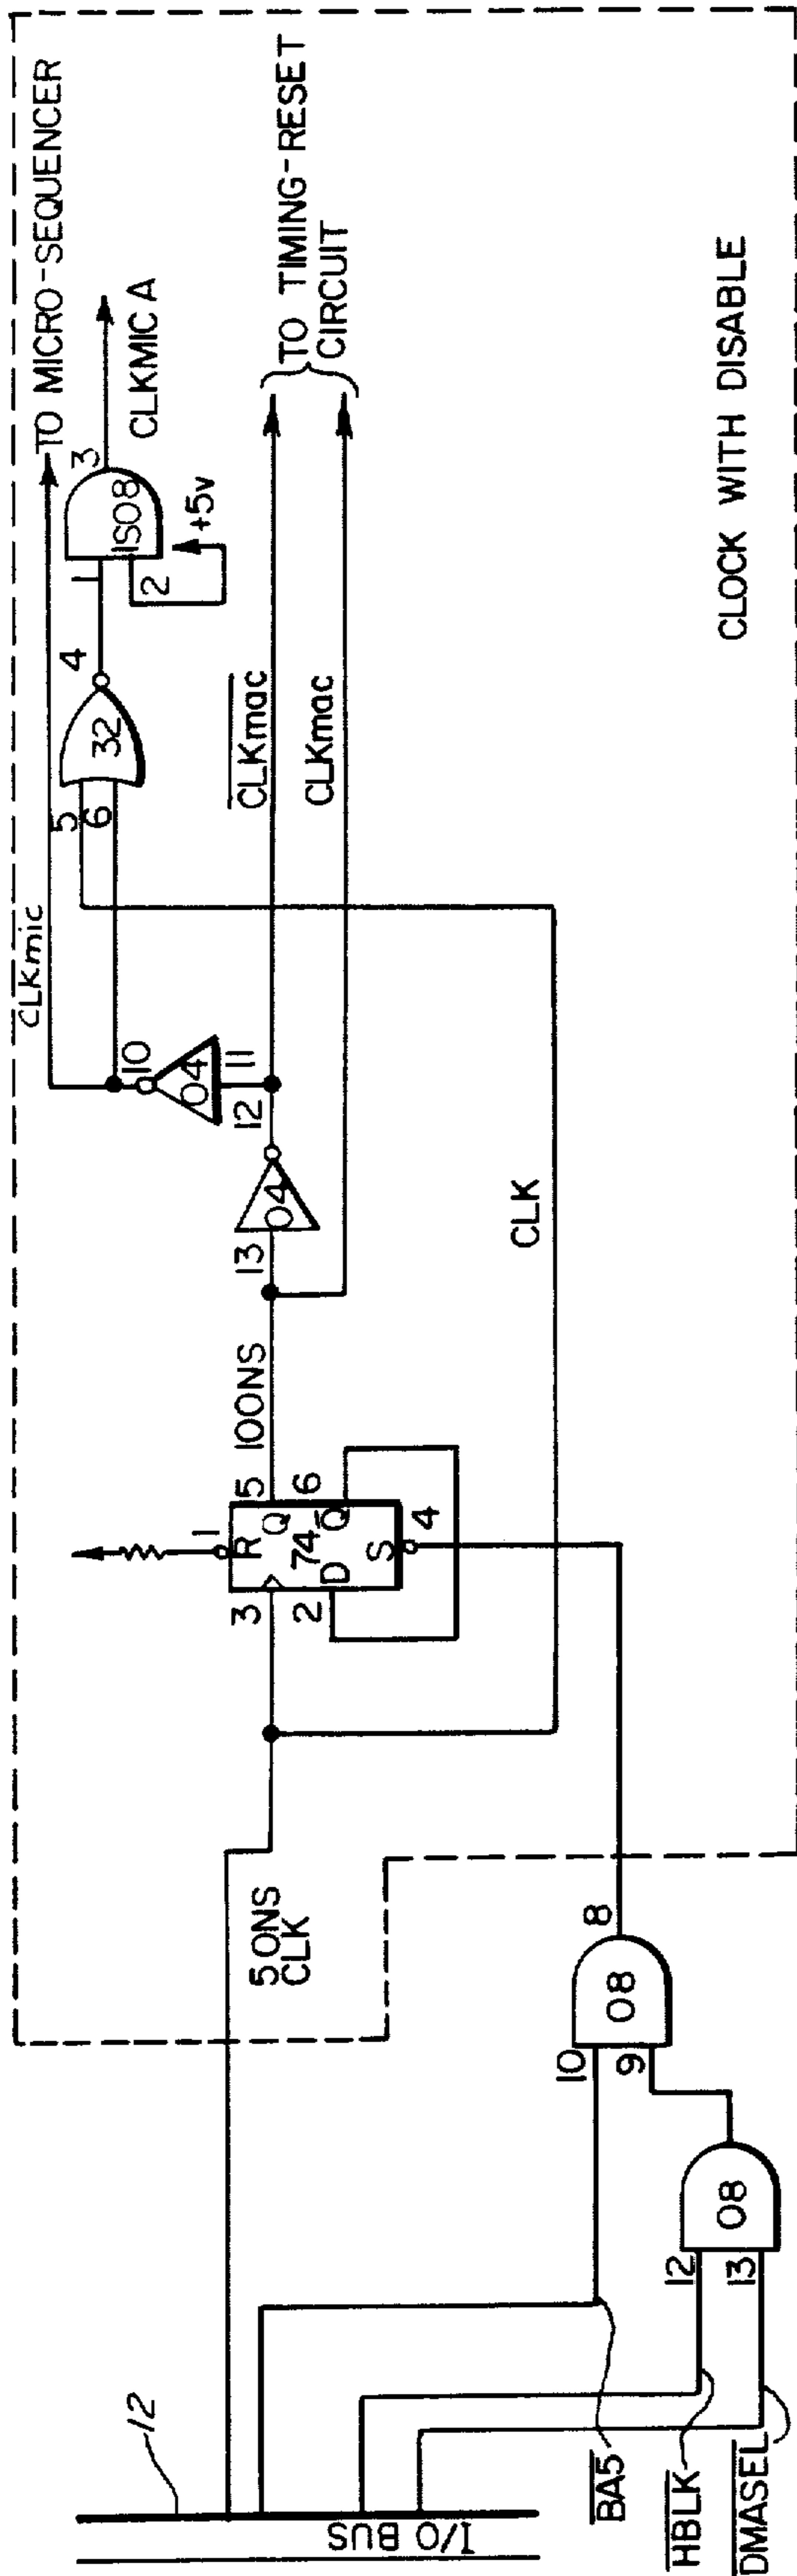 TO MICRO-SEQUENCER
CLKmic
10
04
11
12
5
6
32
4
1
2
1S08
3
CLKMIC A
+5v
CLKmac
CLKmac
TO TIMING-RESET
CIRCUIT
13
04
100NS
1
R
5
Q
3
74
6
Q
2
D
S
4
CLK
50NS
CLK
8
08
10
9
08
12
13
12
I/O BUS
BA5
HBLK
DMASEL
CLOCK WITH DISABLE